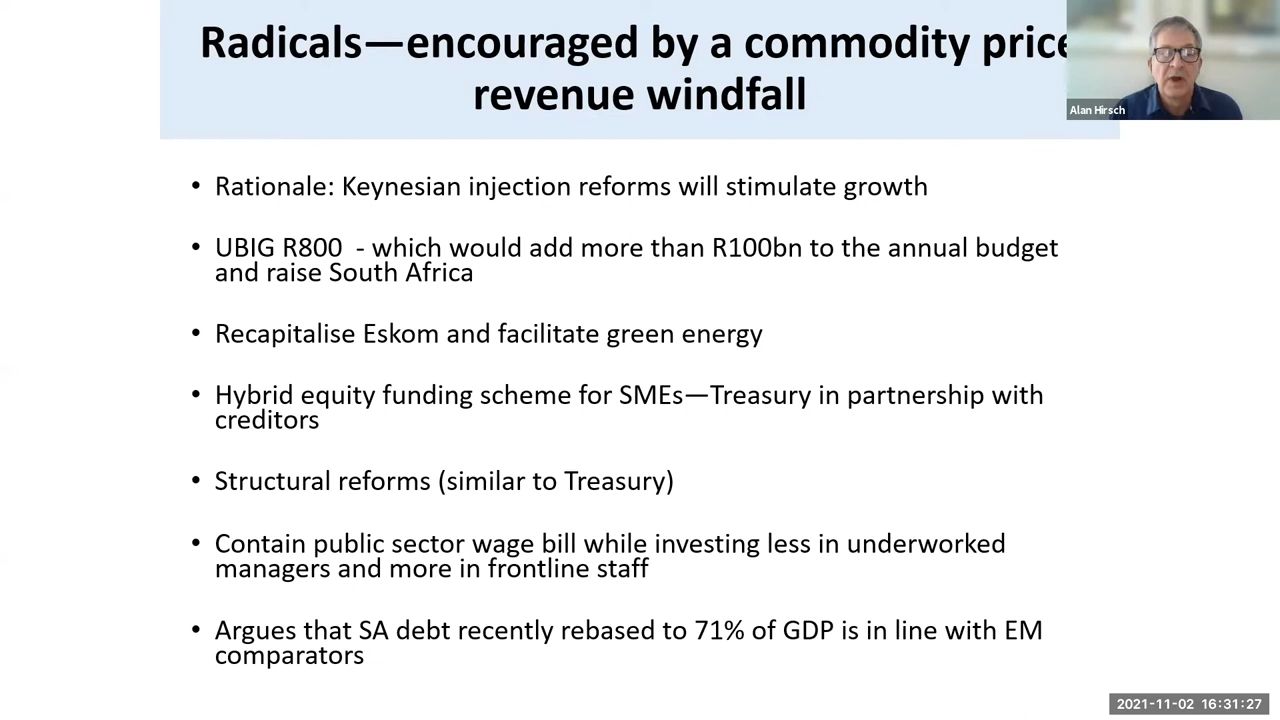 Radicals—encouraged by a commodity price
revenue windfall
Alan Hirsch
• Rationale: Keynesian injection reforms will stimulate growth
• UBIG R800  - which would add more than R100bn to the annual budget
and raise South Africa
• Recapitalise Eskom and facilitate green energy
• Hybrid equity funding scheme for SMEs—Treasury in partnership with
creditors
• Structural reforms (similar to Treasury)
• Contain public sector wage bill while investing less in underworked
managers and more in frontline staff
• Argues that SA debt recently rebased to 71% of GDP is in line with EM
comparators
2021-11-02 16:31:27